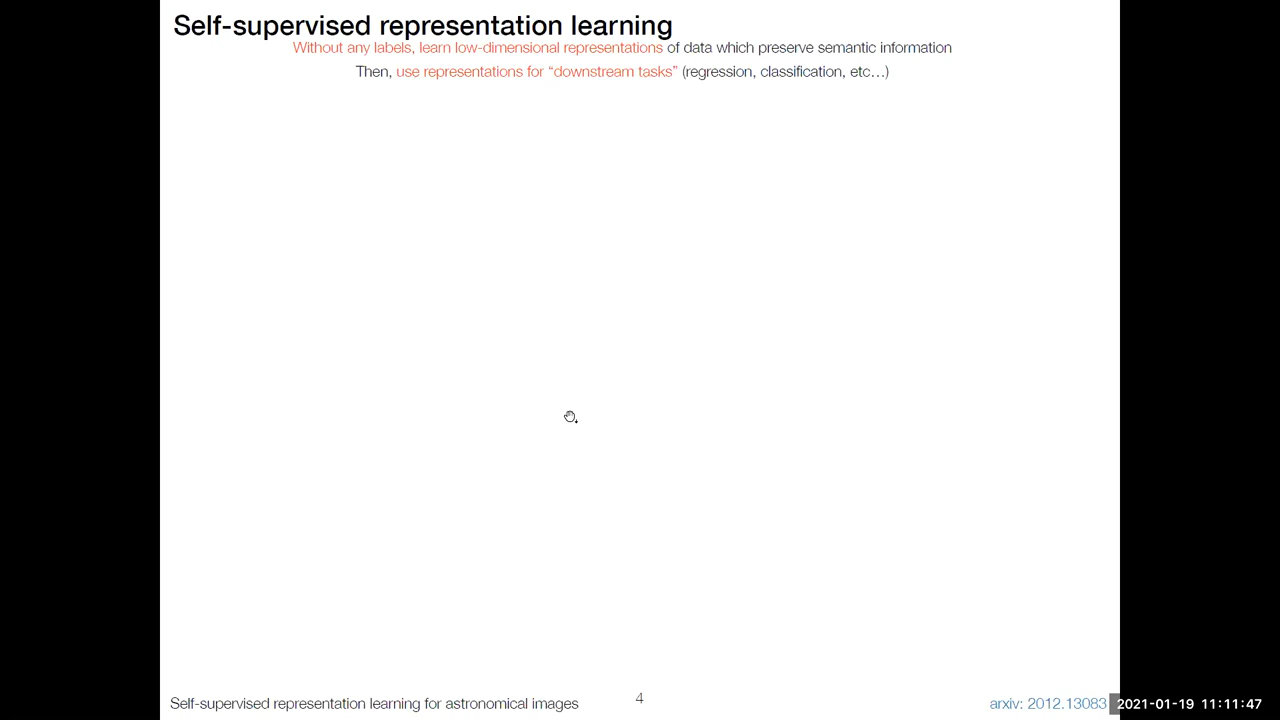 Self-supervised representation learning
Without any labels, learn low-dimensional representations of data which preserve semantic information
Then, use representations for “downstream tasks” (regression, classification, etc…)
Self-supervised representation learning for astronomical images
4
arxiv: 2012.13083
2021-01-19 11:11:47